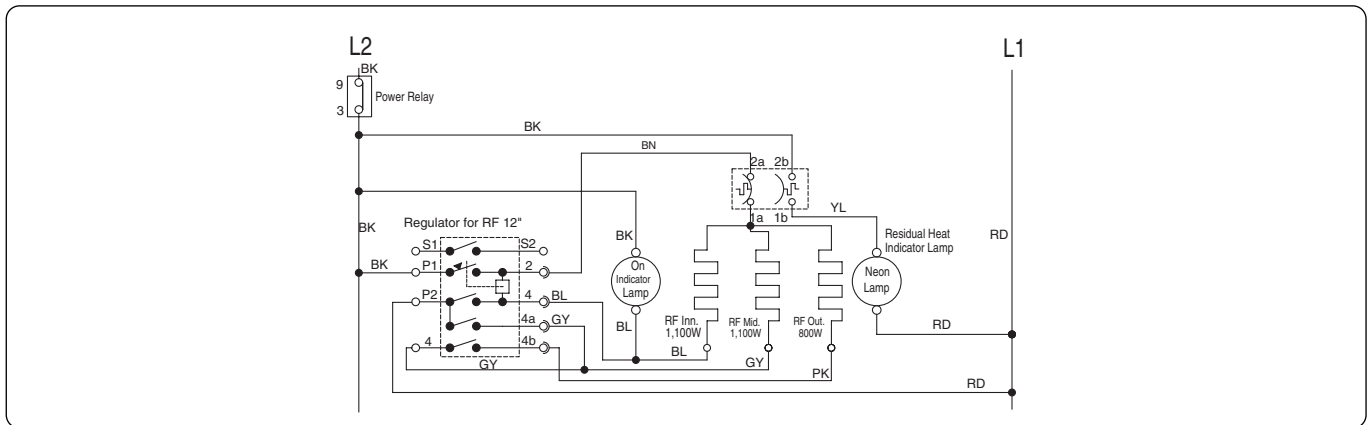 L2
L1
BK
9
Power Relay
3
BK
BN
2a 2b
1a 1b
YL
Regulator for RF 12"
BK
BK
Residual Heat
Indicator Lamp
RD
S1
S2
BK
P1
2
On
Indicator
Lamp
Neon
Lamp
P2
4
BL
BL
RF Inn.
1,100W
RF Mid.
1,100W
RF Out.
800W
RD
4a
GY
4
4b
BL
GY
GY
PK
RD